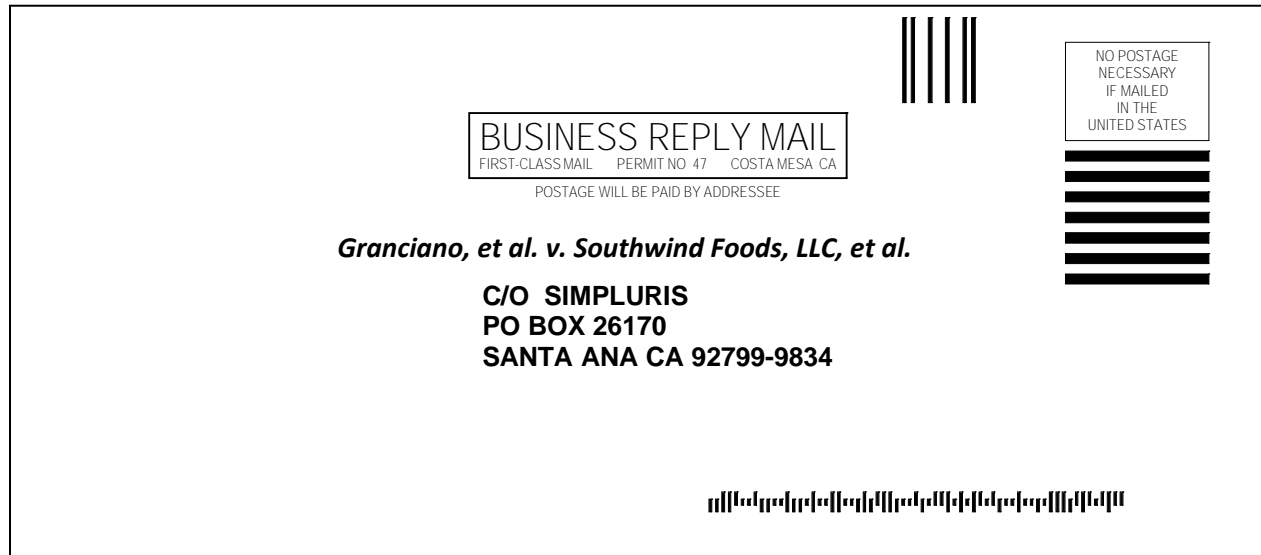 NO POSTAGE
NECESSARY
IF MAILED
IN THE
UNITED STATES
BUSINESS REPLY MAIL
FIRST-CLASS MAIL PERMIT NO 47 COSTA MESA CA
POSTAGE WILL BE PAID BY ADDRESSEE
Granciano, et al. v. Southwind Foods, LLC, et al.
C/O SIMPLURIS
PO BOX 26170
SANTA ANA CA 92799-9834